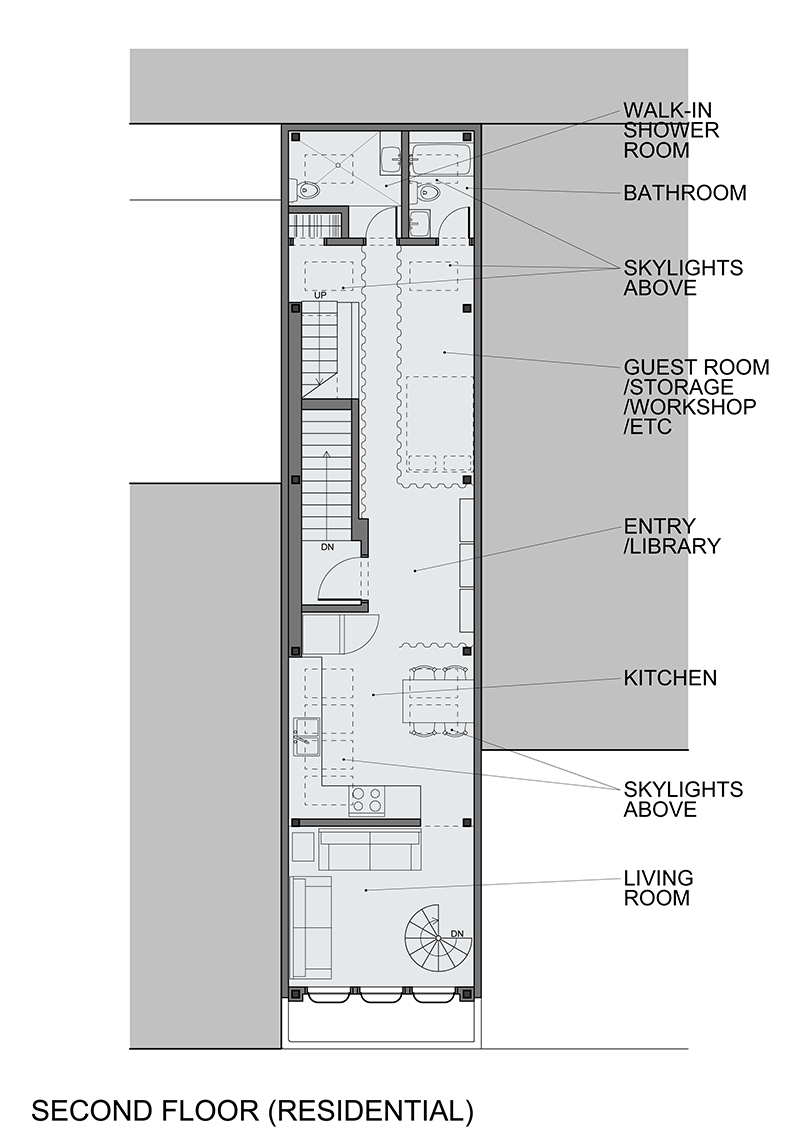 WALK-IN
SHOWER
ROOM
BATHROOM
SKYLIGHTS
ABOVE
UP
GUEST ROOM
/STORAGE
/WORKSHOP
/ETC
ENTRY
/LIBRARY
DN
KITCHEN
SKYLIGHTS
ABOVE
LIVING
ROOM
DN
SECOND FLOOR (RESIDENTIAL)